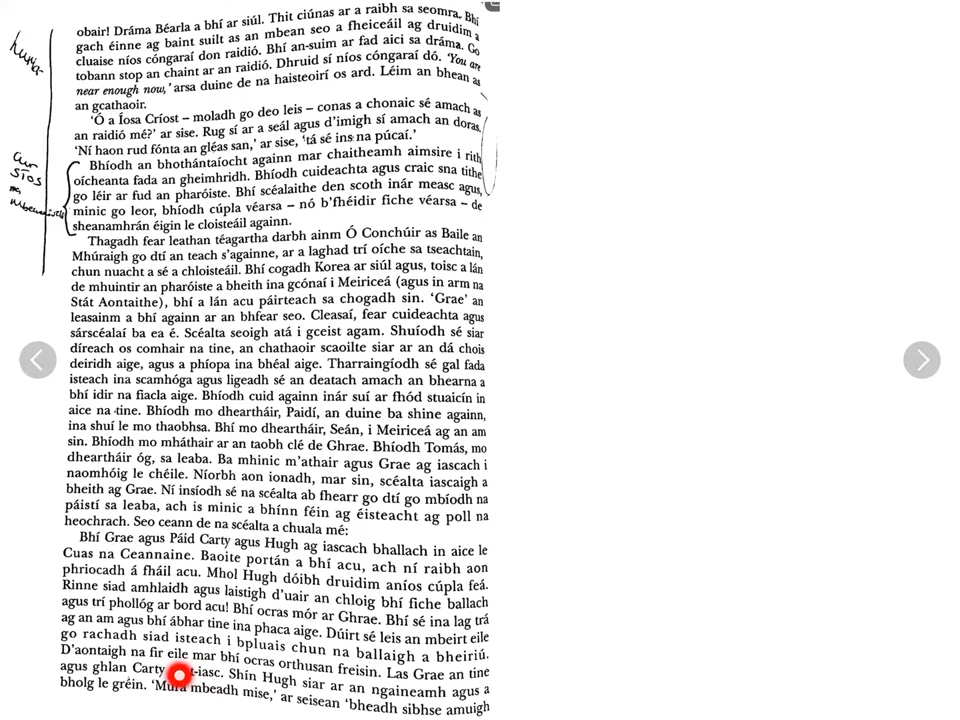 obair! Dráma Béarla a bhí ar siúl. Thit ciúnas ar a raibh sa seomra. Bhí
gach éinne ag baint suilt as an mbean seo a fheiceáil ag druidim a
cluaise níos cóngaraí don raidió. Bhí an-suim ar fad aici sa dráma. Go
tobann stop an chaint ar an raidió. Dhruid sí níos cóngaraí dó. 'You are
near enough now,' arsa duine de na haisteoirí os ard. Léim an bhean as
an gcathaoir.
'Ó a Íosa Críost – moladh go deo leis – conas a chonaic sé amach as
an raidió mé?' ar sise. Rug sí ar a seál agus d'imigh sí amach an doras.
'Ní haon rud fónta an gléas san,' ar sise, 'tá sé ins na púcaí.'
Bhíodh an bhothántaíocht againn mar chaitheamh aimsire i rith
oícheanta fada an gheimhridh. Bhíodh cuideachta agus craic sna tithe
go léir ar fud an pharóiste. Bhí scéalaithe den scoth inár measc agus,
minic go leor, bhíodh cúpla véarsa – nó b'fhéidir fiche véarsa – de
sheanamhrán éigin le cloisteáil againn.
Thagadh fear leathan téagartha darbh ainm Ó Conchúir as Baile an
Mhúraigh go dtí an teach s'againne, ar a laghad trí oíche sa tseachtain,
chun nuacht a sé a chloisteáil. Bhí cogadh Korea ar siúl agus, toisc a lán
de mhuintir an pharóiste a bheith ina gcónaí i Meiriceá (agus in arm na
Stát Aontaithe), bhí a lán acu páirteach sa chogadh sin. 'Grae' an
leasainm a bhí againn ar an bhfear seo. Cleasaí, fear cuideachta agus
sárscéalaí ba ea é. Scéalta seoigh atá i gceist agam. Shuíodh sé siar
díreach os comhair na tine, an chathaoir scaoilte siar ar an dá chois
deiridh aige, agus a phíopa ina bhéal aige. Tharraingíodh sé gal fada
isteach ina scamhóga agus ligeadh sé an deatach amach an bhearna a
bhí idir na fiacla aige. Bhíodh cuid againn inár suí ar fhód stuaicín in
aice na tine. Bhíodh mo dheartháir, Paidí, an duine ba shine againn,
ina shuí le mo thaobhsa. Bhí mo dheartháir, Seán, i Meiriceá ag an am
sin. Bhíodh mo mháthair ar an taobh clé de Ghrae. Bhíodh Tomás, mo
dheartháir óg, sa leaba. Ba mhinic m'athair agus Grae ag iascach i
naomhóig le chéile. Níorbh aon ionadh, mar sin, scéalta iascaigh a
bheith ag Grae. Ní insíodh sé na scéalta ab fhearr go dtí go mbíodh na
páistí sa leaba, ach is minic a bhínn féin ag éisteacht ag poll na
heochrach. Seo ceann de na scéalta a chuala mé:
Bhí Grae agus Páid Carty agus Hugh ag iascach bhallach in aice le
Cuas na Ceannaine. Baoite portán a bhí acu, ach ní raibh aon
phriocadh á fháil acu. Mhol Hugh dóibh druidim aníos cúpla feá.
Rinne siad amhlaidh agus laistigh d'uair an chloig bhí fiche ballach
agus trí phollóg ar bord acu! Bhí ocras mór ar Ghrae. Bhí sé ina lag trá
ag an am agus bhí ábhar tine ina phaca aige. Dúirt sé leis an mbeirt eile
go rachadh siad isteach i bpluais chun na ballaigh a bheiriú.
D'aontaigh na fir eile mar bhí ocras orthusan freisin. Las Grae an tine
agus ghlan Carty -iasc. Shín Hugh siar ar an ngaineamh agus a
bholg le gréin. 'Mura mbeadh mise,' ar seisean 'bheadh sibhse amuigh
cur
síos